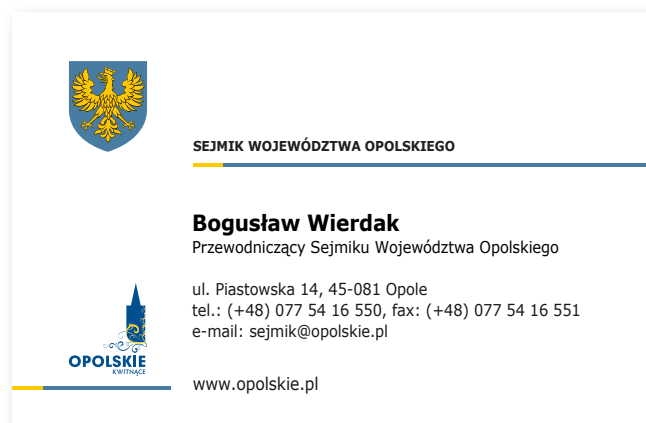 SEJMIK WOJEWÓDZTWA OPOLSKIEGO
Bogusław Wierdak
Przewodniczący Sejmiku Województwa Opolskiego
ul. Piastowska 14, 45-081 Opole
tel.: (+48) 077 54 16 550, fax: (+48) 077 54 16 551
e-mail: sejmik@opolskie.pl
OPOLSKIE
KWITNĄCE
www.opolskie.pl